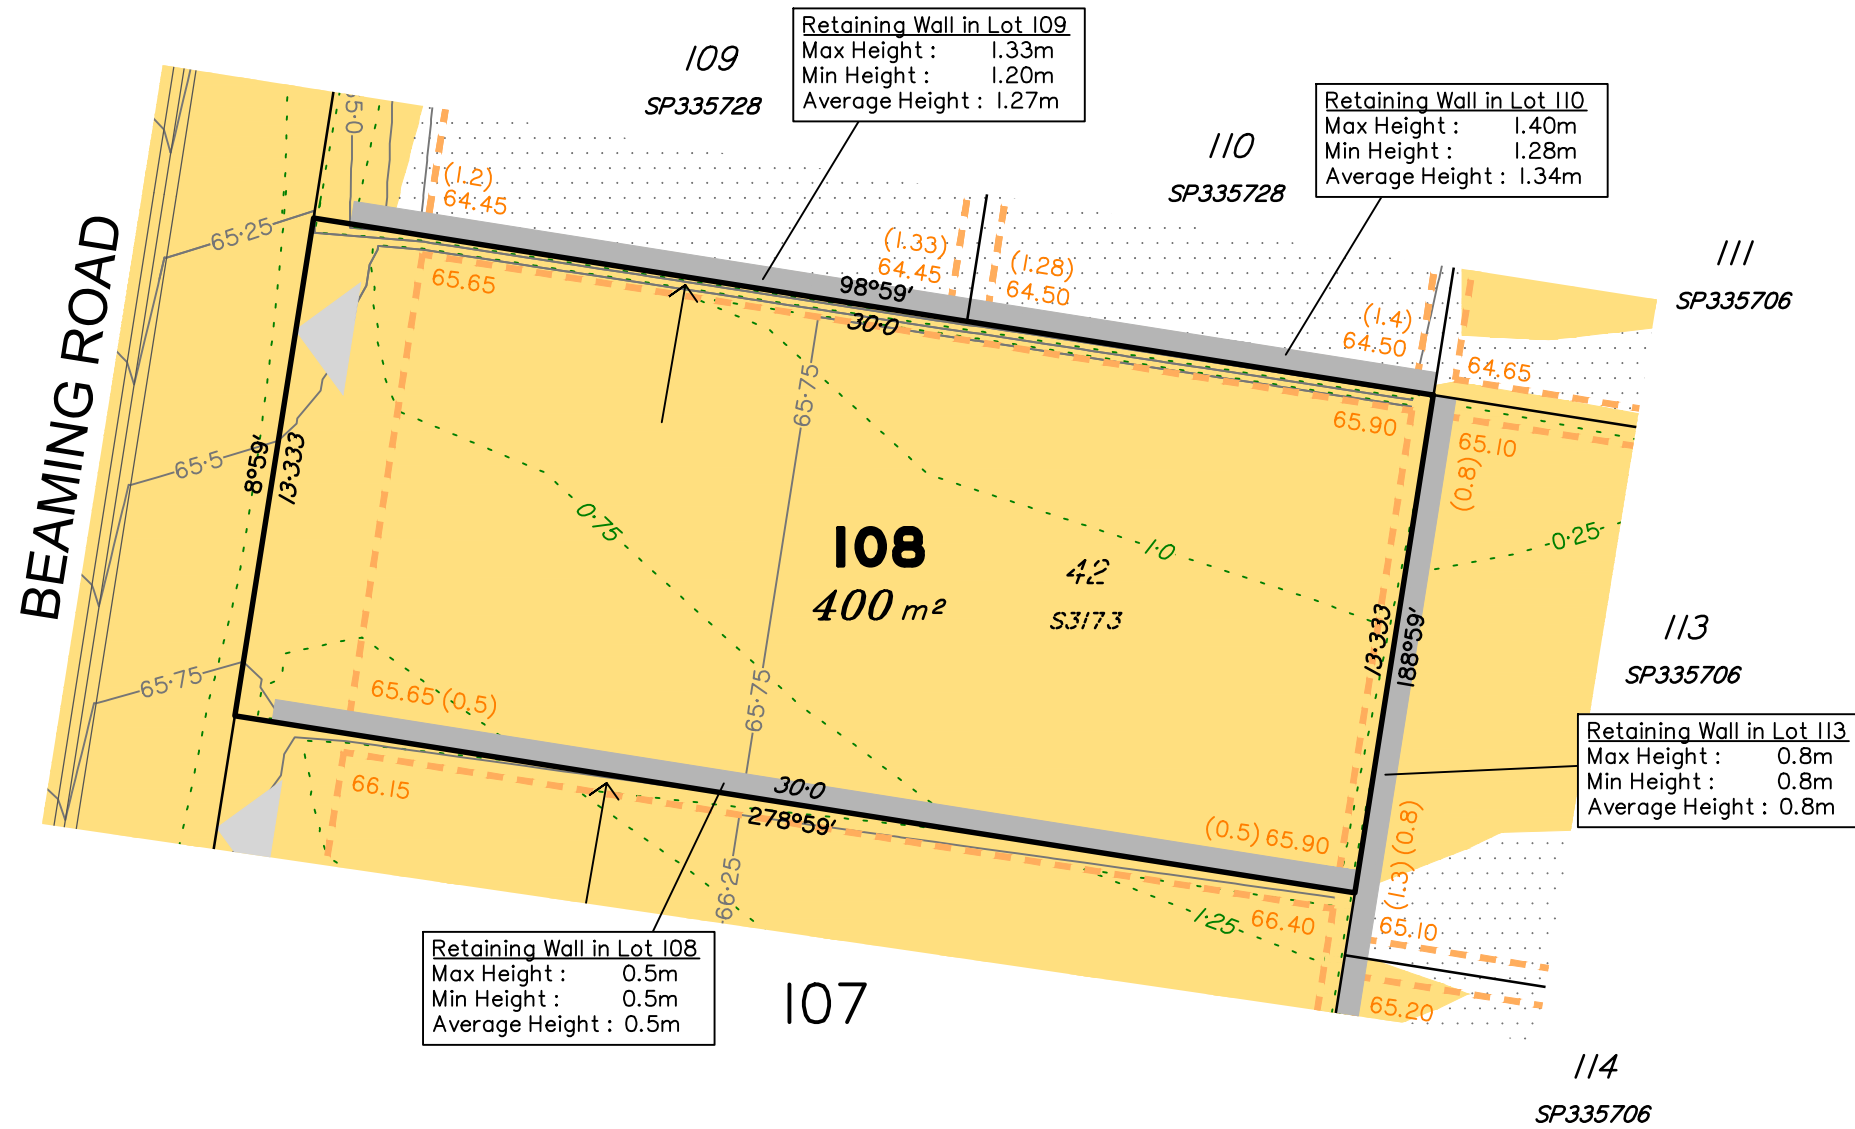 Retaining Wall in Lot 109
Max Height : 1.33m
Min Height : 1.20m
Average Height : 1.27m
109
SP335728
Retaining Wall in Lot 110
Max Height : 1.40m
Min Height : 1.28m
Average Height : 1.34m
110
SP335728
111
SP335706
5·0
(1.2)
64.45
(1.33)
64.45
(1.28)
64.50
(1.4)
64.50
64.65
65·25
65.65
98°59'
30·0
65·75
65.90
65.10
(0.8)
BEAMING ROAD
65·5
8°59'
13·333
0·75
1·0
0·25
108
400 m²
42
S3173
13·333
188°59'
113
SP335706
65·75
65.65 (0.5)
65·75
Retaining Wall in Lot 113
Max Height : 0.8m
Min Height : 0.8m
Average Height : 0.8m
66.15
30·0
278°59'
(0.5) 65.90
(1.3) (0.8)
66·25
1·25
66.40
65.10
65.20
Retaining Wall in Lot 108
Max Height : 0.5m
Min Height : 0.5m
Average Height : 0.5m
107
114
SP335706